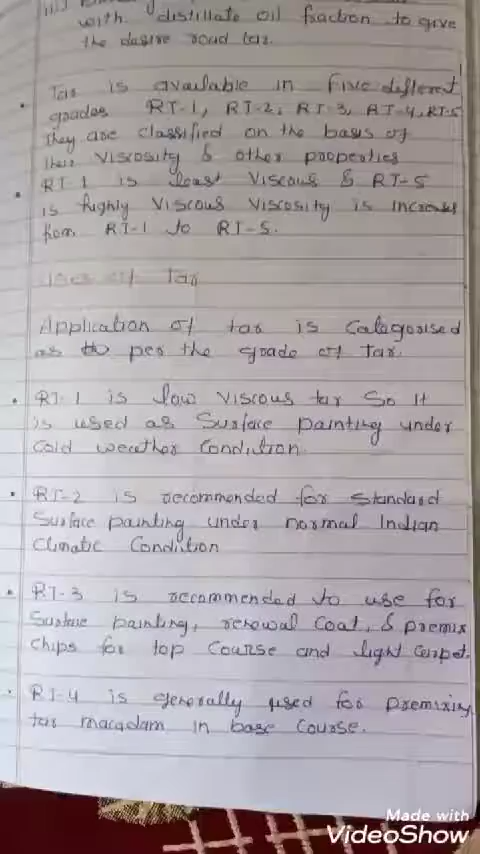 with distillate oil fraction to give
the desire road tar.
• Tar is available in Five different
grades RT-1, RT-2, RT-3, RT-4, RT-5
they are classified on the basis of
their viscosity & other properties
• RT-1 is least viscous & RT-5
is highly viscous viscosity is increases
from RT-1 to RT-5.
Uses of Tar
Application of tar is Categorised
as per the grade of Tar.
• RT-1 is low viscous tar So it
is used as Surface painting under
Cold weather Condition.
• RT-2 is recommended for standard
Surface painting under normal Indian
Climatic Condition
• RT-3 is recommended to use for
Surface painting, renewal Coat, & premix
Chips for top Course and light Carpet.
• RT-4 is generally used for premixing
tar macadam in base Course.
Made with
VideoShow